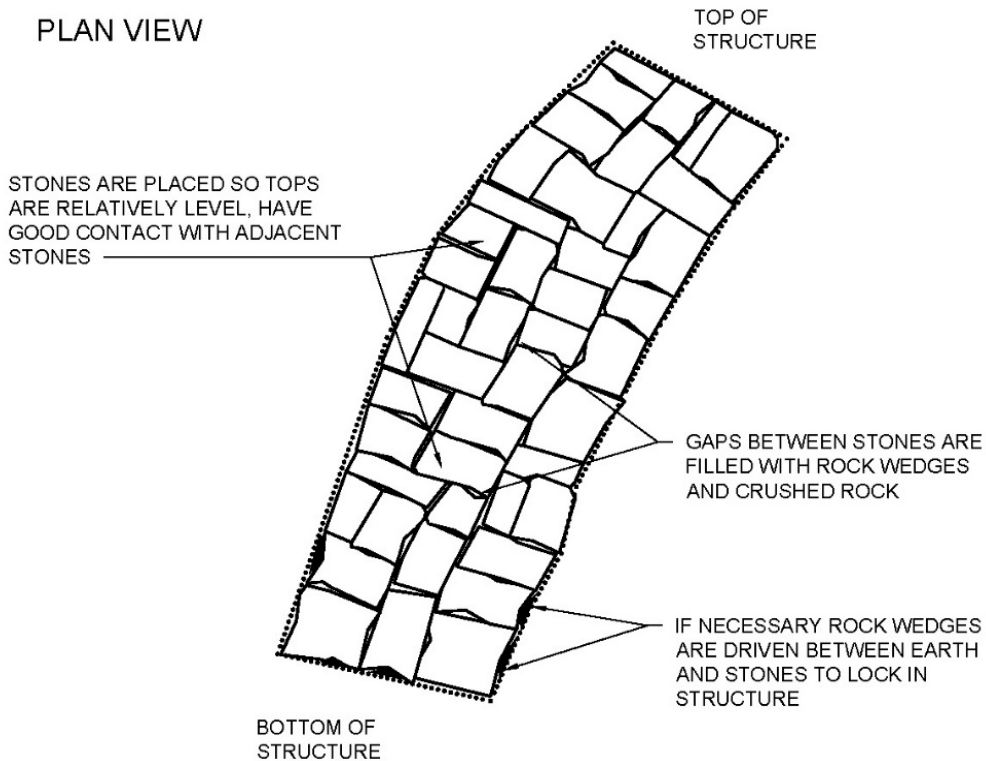 PLAN VIEW
TOP OF
STRUCTURE
STONES ARE PLACED SO TOPS
ARE RELATIVELY LEVEL, HAVE
GOOD CONTACT WITH ADJACENT
STONES
GAPS BETWEEN STONES ARE
FILLED WITH ROCK WEDGES
AND CRUSHED ROCK
IF NECESSARY ROCK WEDGES
ARE DRIVEN BETWEEN EARTH
AND STONES TO LOCK IN
STRUCTURE
BOTTOM OF
STRUCTURE